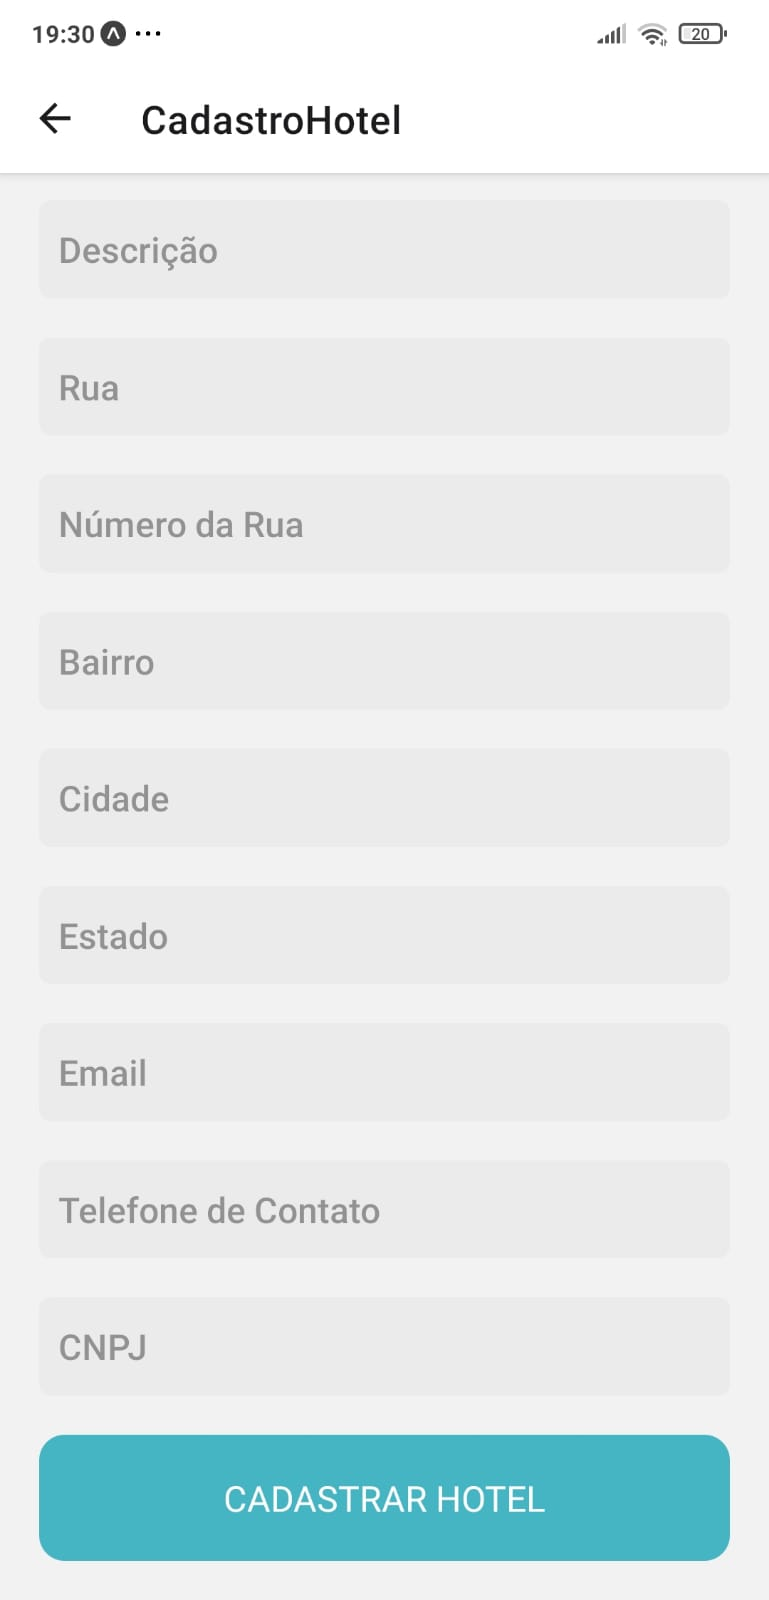 19:30
20
CadastroHotel
Descrição
Rua
Número da Rua
Bairro
Cidade
Estado
Email
Telefone de Contato
CNPJ
CADASTRAR HOTEL